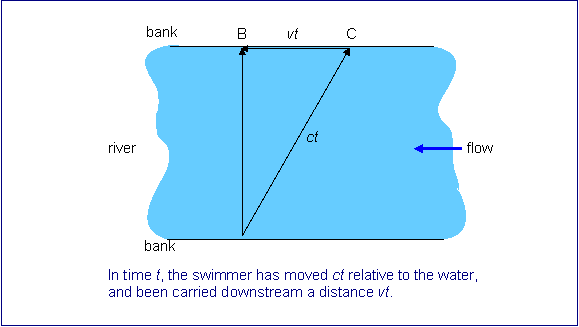 bank
B
vt
C
ct
river
flow
bank
In time t, the swimmer has moved ct relative to the water,
and been carried downstream a distance vt.